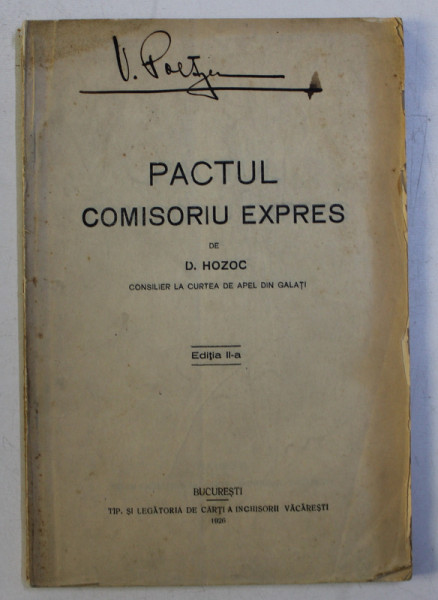 PACTUL
COMISORIU EXPRES
DE
D. HOZOC
CONSILIER LA CURTEA DE APEL DIN GALAȚI
Ediția II-a
BUCUREȘTI
TIP. ȘI LEGĂTORIA DE CĂRȚI A INCHISORII VĂCĂREȘTI
1926